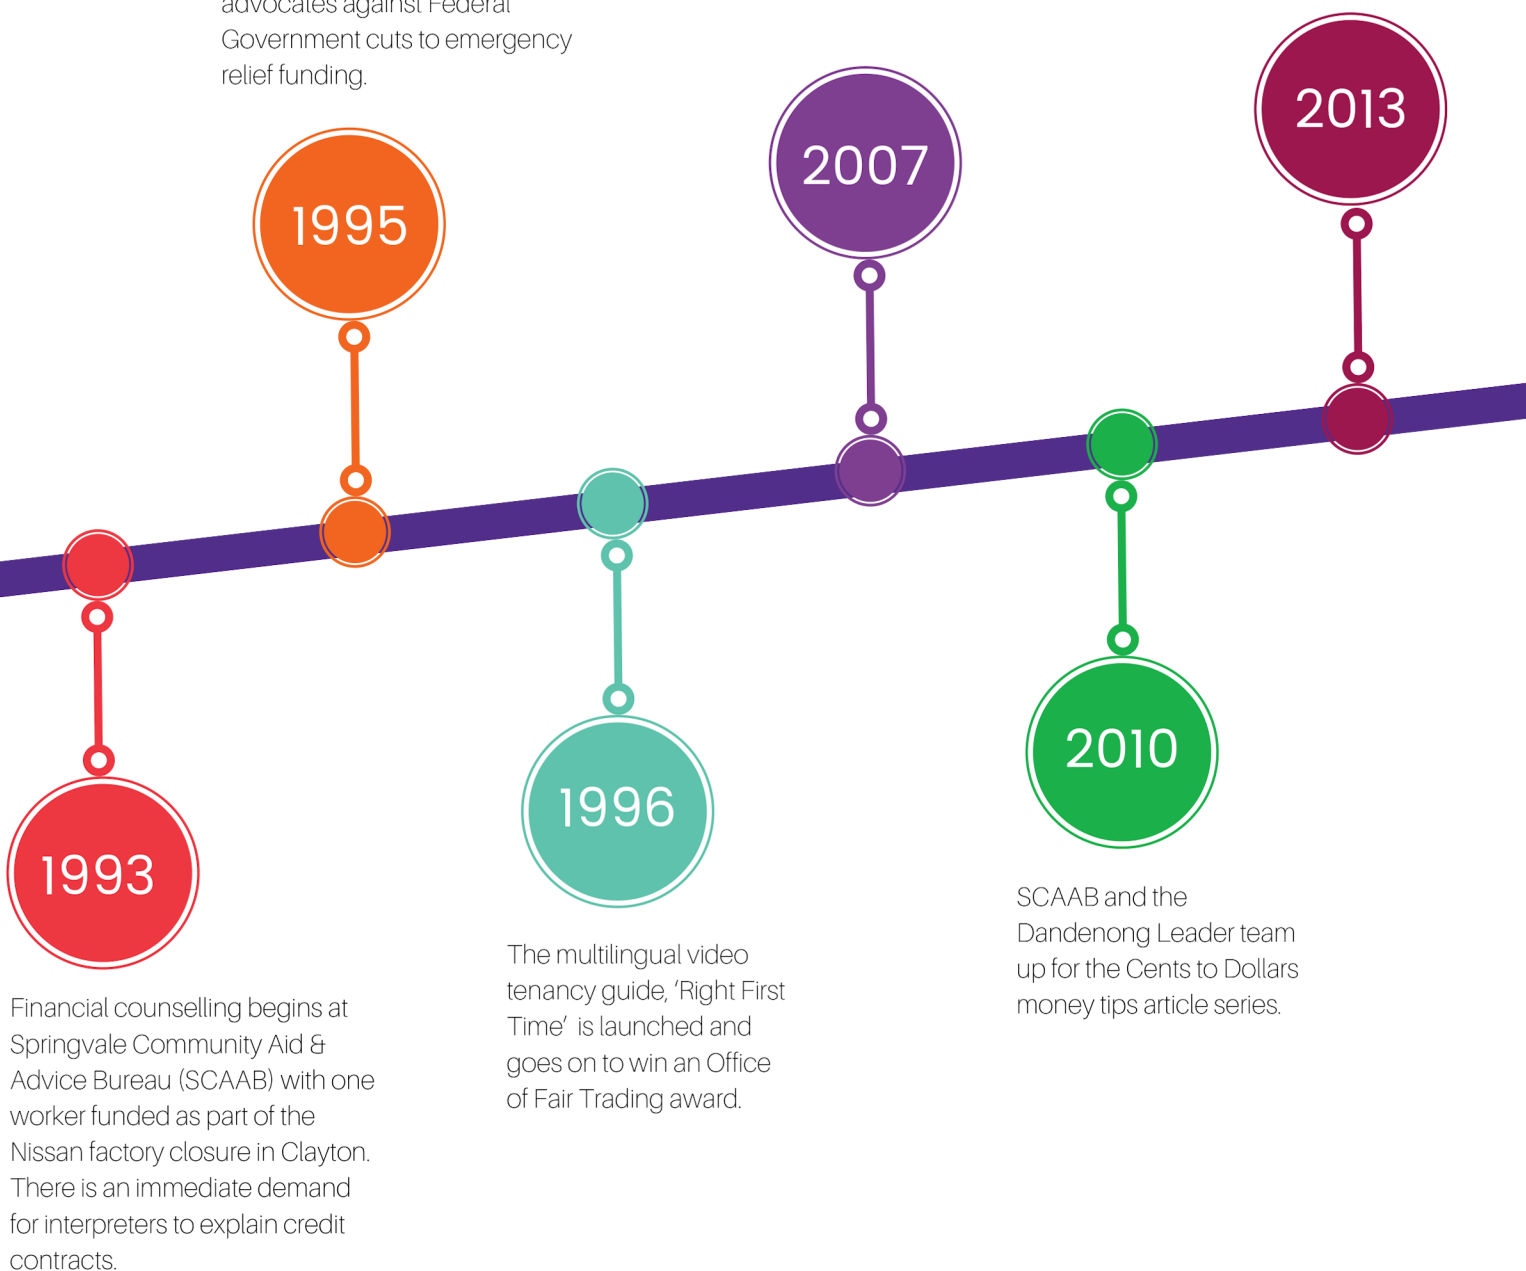 advocates against Federal
Government cuts to emergency
relief funding.
2013
2007
1995
1996
2010
1993
SCAAB and the
Dandenong Leader team
up for the Cents to Dollars
money tips article series.
The multilingual video
tenancy guide, ‘Right First
Time’ is launched and
goes on to win an Office
of Fair Trading award.
Financial counselling begins at
Springvale Community Aid &
Advice Bureau (SCAAB) with one
worker funded as part of the
Nissan factory closure in Clayton.
There is an immediate demand
for interpreters to explain credit
contracts.